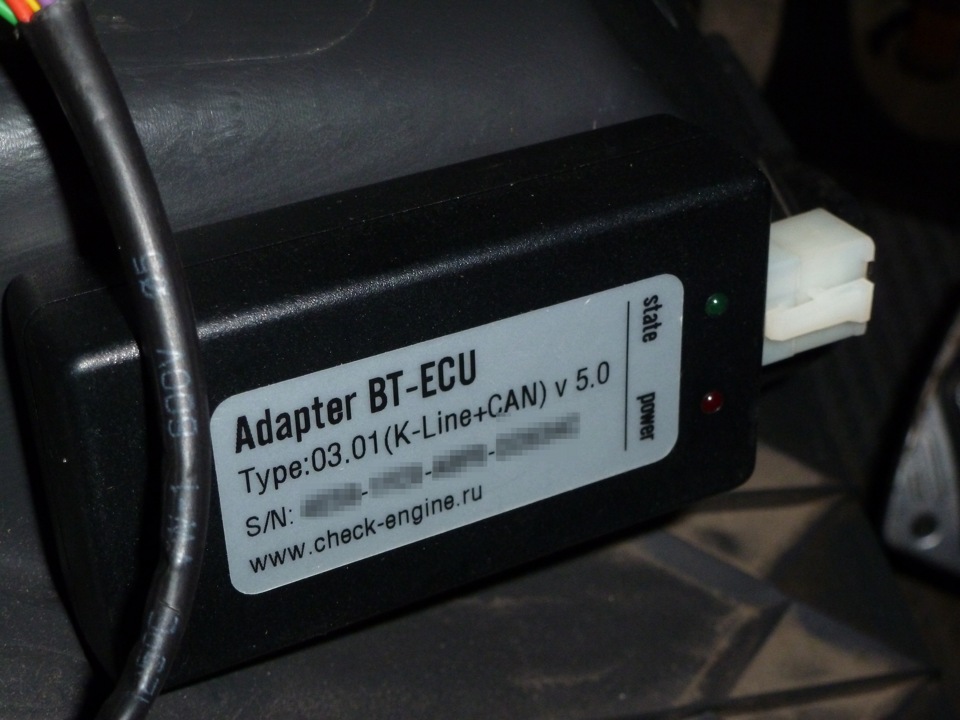 Adapter BT-ECU
Type:03.01(K-Line+CAN) v 5.0
S/N:
www.check-engine.ru
state
power